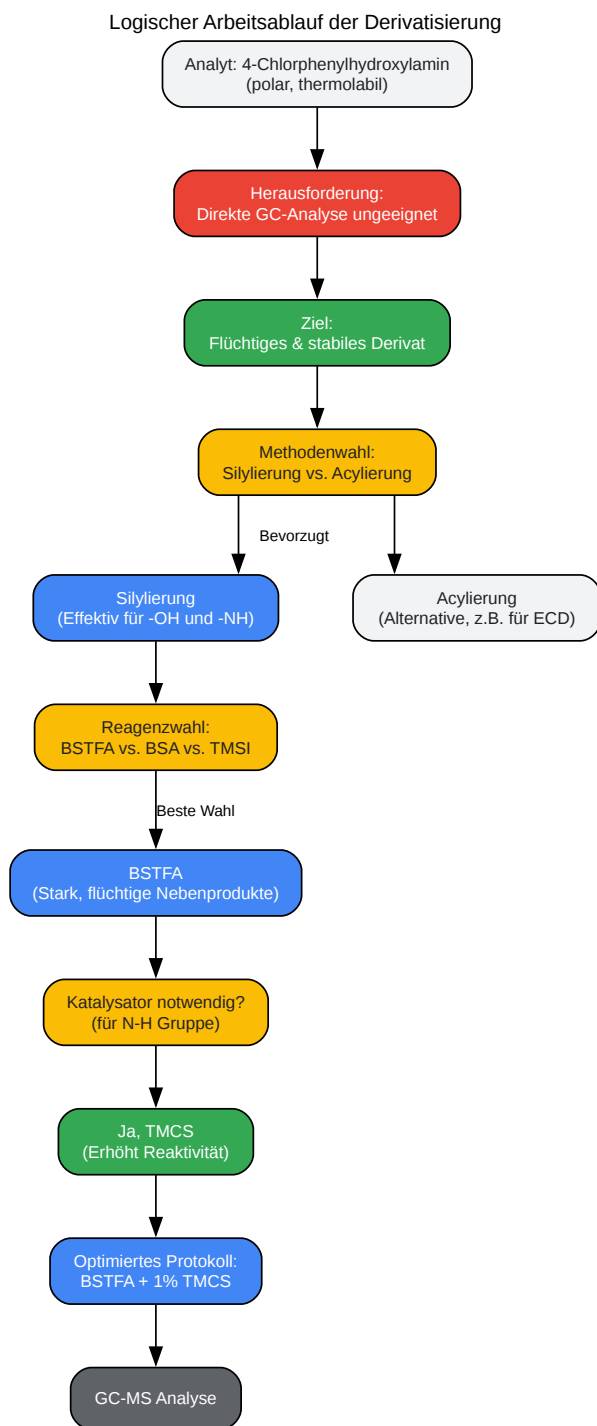 Logischer Arbeitsablauf der Derivatisierung
Analyt: 4-Chlorphenylhydroxylamin
(polar, thermolabil)
Herausforderung:
Direkte GC-Analyse ungeeignet
Ziel:
Flüchtiges & stabiles Derivat
Methodenwahl:
Silylierung vs. Acylierung
Bevorzugt
Silylierung
(Effektiv für -OH und -NH)
Acylierung
(Alternative, z.B. für ECD)
Reagenzwahl:
BSTFA vs. BSA vs. TMSI
Beste Wahl
BSTFA
(Stark, flüchtige Nebenprodukte)
Katalysator notwendig?
(für N-H Gruppe)
Ja, TMCS
(Erhöht Reaktivität)
Optimiertes Protokoll:
BSTFA + 1% TMCS
GC-MS Analyse